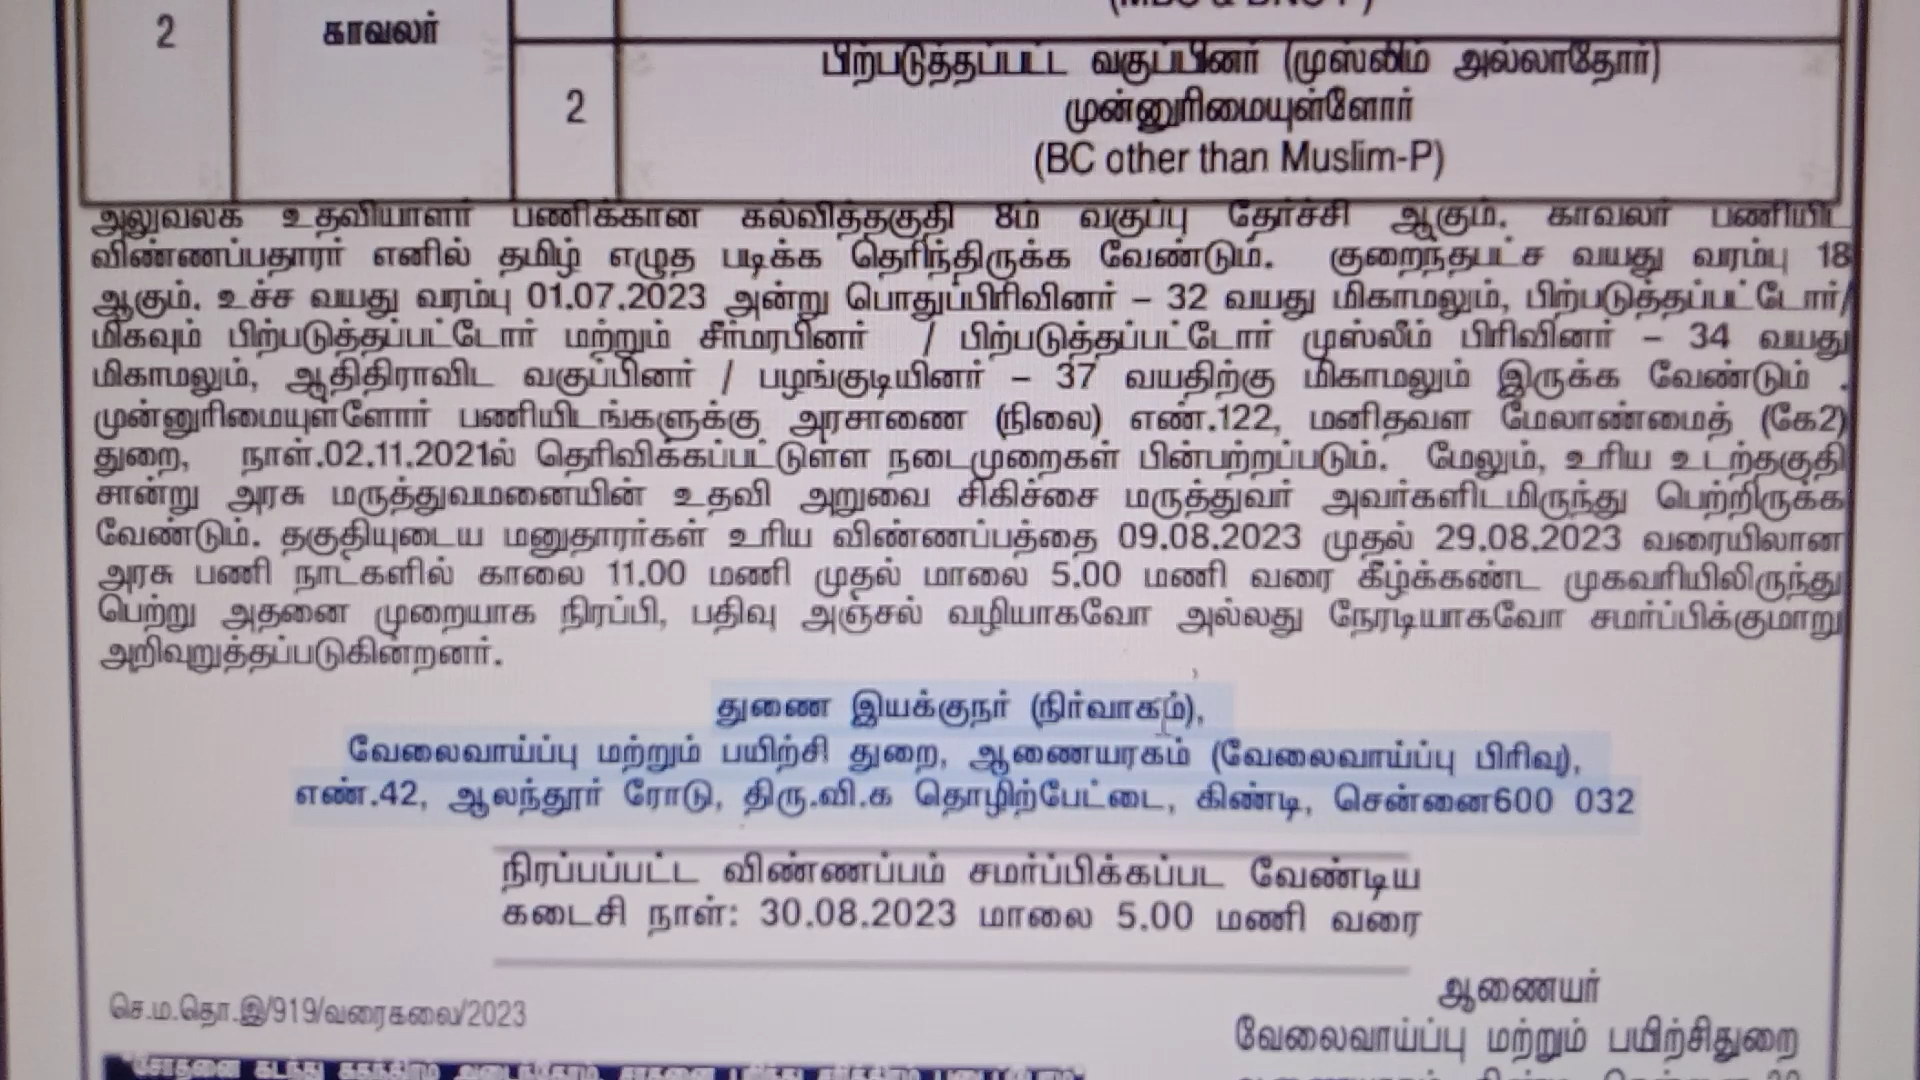 2
காவலர்
பிற்படுத்தப்பட்ட வகுப்பினர் (முஸ்லிம் அல்லாதோர்)
2
முன்னுரிமையுள்ளோர்
(BC other than Muslim-P)
அலுவலக உதவியாளர் பணிக்கான கல்வித்தகுதி 8ம் வகுப்பு தேர்ச்சி ஆகும். காவலர் பணியிட
விண்ணப்பதாரர் எனில் தமிழ் எழுத படிக்க தெரிந்திருக்க வேண்டும். குறைந்தபட்ச வயது வரம்பு 18
ஆகும். உச்ச வயது வரம்பு 01.07.2023 அன்று பொதுப்பிரிவினர் – 32 வயது மிகாமலும், பிற்படுத்தப்பட்டோர்/
மிகவும் பிற்படுத்தப்பட்டோர் மற்றும் சீர்மரபினர் / பிற்படுத்தப்பட்டோர் முஸ்லீம் பிரிவினர் – 34 வயது
மிகாமலும், ஆதிதிராவிட வகுப்பினர் / பழங்குடியினர் – 37 வயதிற்கு மிகாமலும் இருக்க வேண்டும் .
முன்னுரிமையுள்ளோர் பணியிடங்களுக்கு அரசாணை (நிலை) எண்.122, மனிதவள மேலாண்மைத் (கே2)
துறை, நாள்.02.11.2021ல் தெரிவிக்கப்பட்டுள்ள நடைமுறைகள் பின்பற்றப்படும். மேலும், உரிய உடற்தகுதி
சான்று அரசு மருத்துவமனையின் உதவி அறுவை சிகிச்சை மருத்துவர் அவர்களிடமிருந்து பெற்றிருக்க
வேண்டும். தகுதியுடைய மனுதாரர்கள் உரிய விண்ணப்பத்தை 09.08.2023 முதல் 29.08.2023 வரையிலான
அரசு பணி நாட்களில் காலை 11.00 மணி முதல் மாலை 5.00 மணி வரை கீழ்க்கண்ட முகவரியிலிருந்து
பெற்று அதனை முறையாக நிரப்பி, பதிவு அஞ்சல் வழியாகவோ அல்லது நேரடியாகவோ சமர்ப்பிக்குமாறு
அறிவுறுத்தப்படுகின்றனர்.
துணை இயக்குநர் (நிர்வாகம்),
வேலைவாய்ப்பு மற்றும் பயிற்சி துறை, ஆணையரகம் (வேலைவாய்ப்பு பிரிவு),
எண்.42, ஆலந்தூர் ரோடு, திரு.வி.க தொழிற்பேட்டை, கிண்டி, சென்னை600 032
நிரப்பப்பட்ட விண்ணப்பம் சமர்ப்பிக்கப்பட வேண்டிய
கடைசி நாள்: 30.08.2023 மாலை 5.00 மணி வரை
ஆணையர்
செ.ம.தொ.இ/919/வரைகலை/2023
வேலைவாய்ப்பு மற்றும் பயிற்சிதுறை